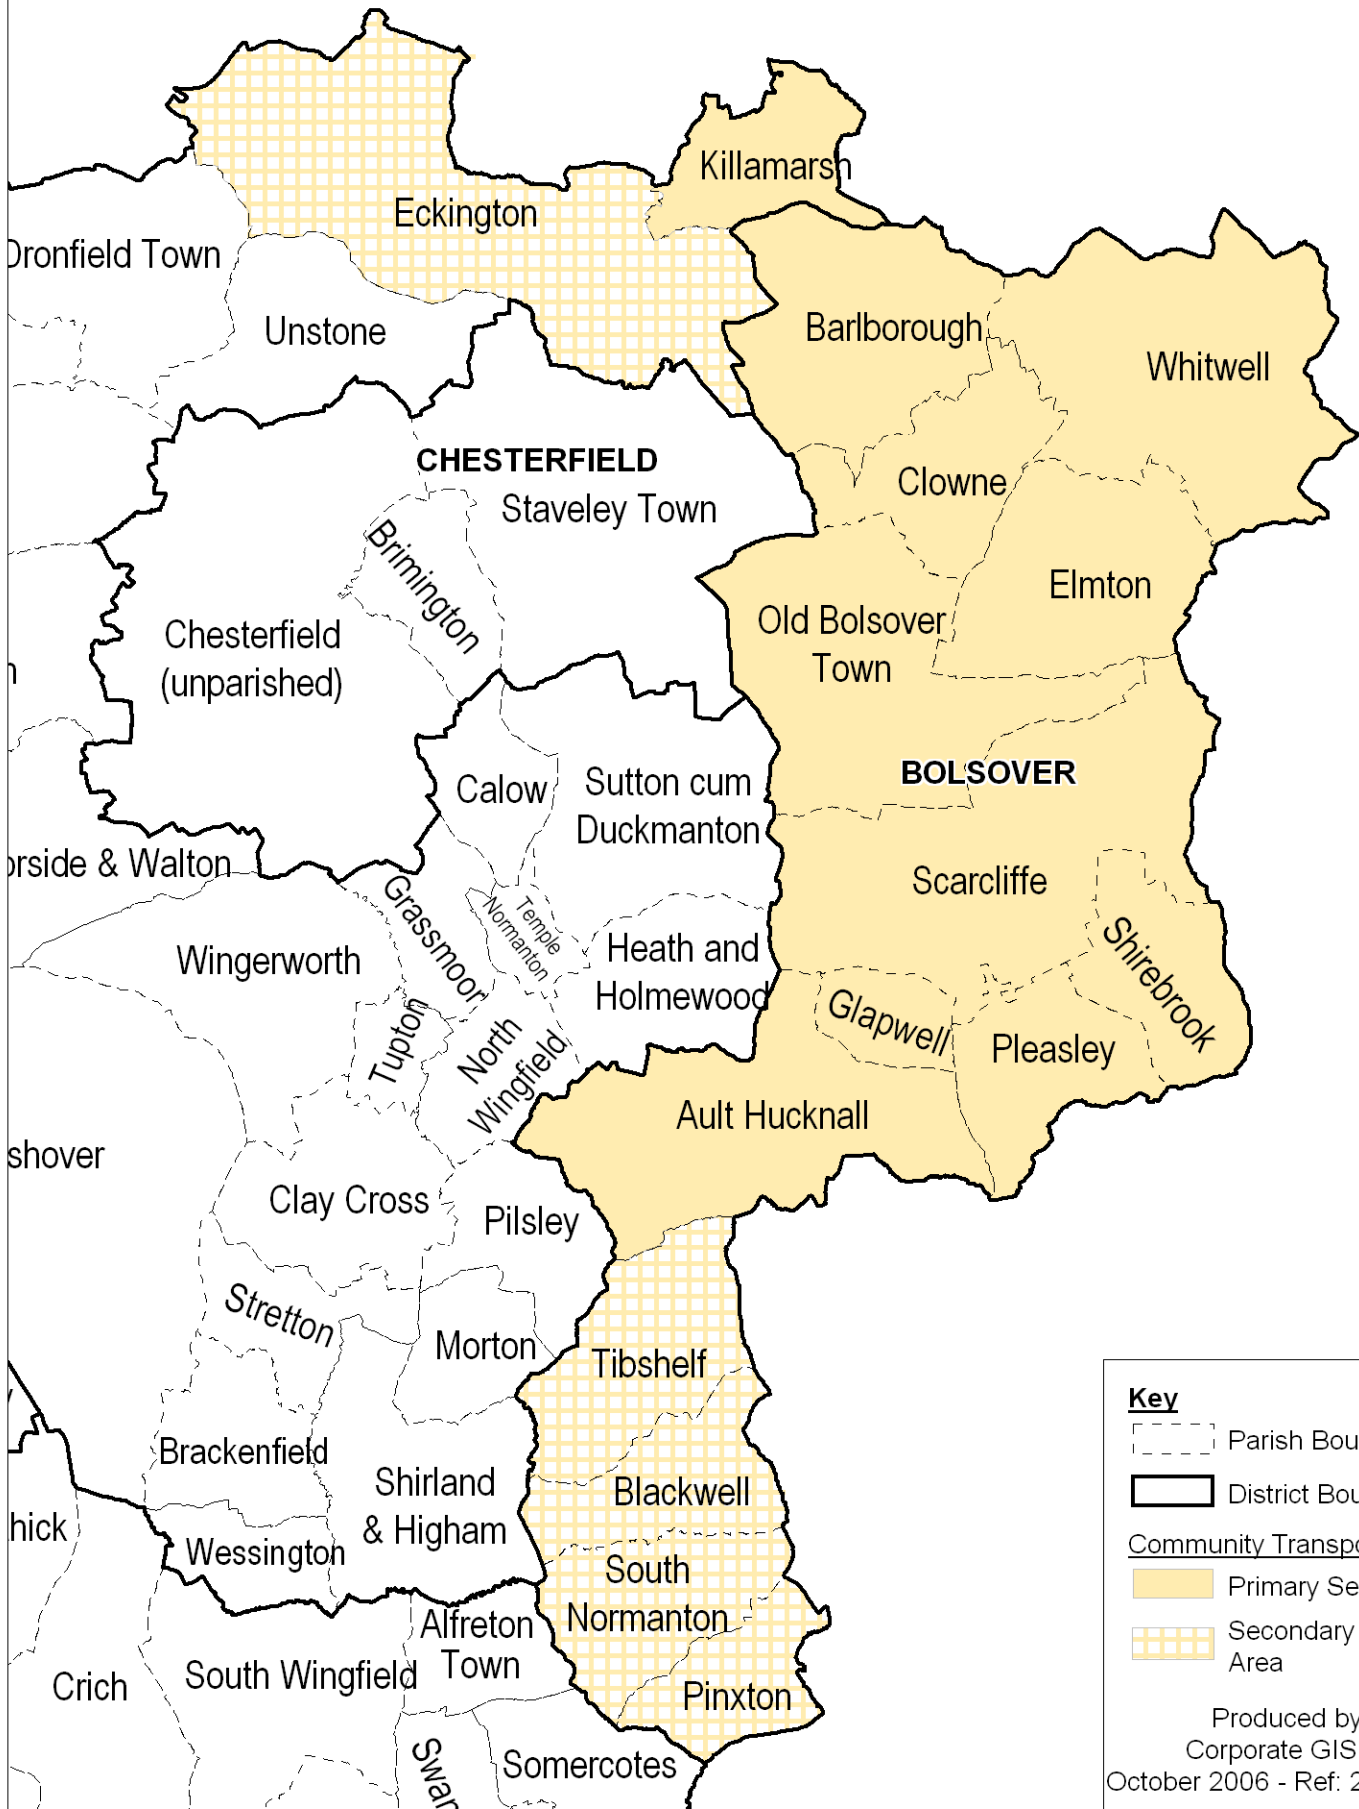 Killamarsh
Eckington
Dronfield Town
Unstone
Barlborough
Whitwell
CHESTERFIELD
Staveley Town
Clowne
Brimington
Elmton
Chesterfield
(unparished)
Old Bolsover
Town
n
BOLSOVER
Calow
Sutton cum
Duckmanton
orside & Walton
Scarcliffe
Grassmoor
Temple
Normanton
Wingerworth
Heath and
Holmewood
Shirebrook
Glapwell
Tupton
North
Wingfield
Pleasley
Ault Hucknall
shover
Clay Cross
Pilsley
Stretton
Morton
Tibshelf
Brackenfield
Shirland
& Higham
Blackwell
hick
Wessington
South
Normanton
Alfreton
Town
Crich
South Wingfield
Pinxton
Swan
Somercotes
Key
Parish Bou
District Bou
Community Transpo
Primary Se
Secondary
Area
Produced by
Corporate GIS
October 2006 - Ref: 2